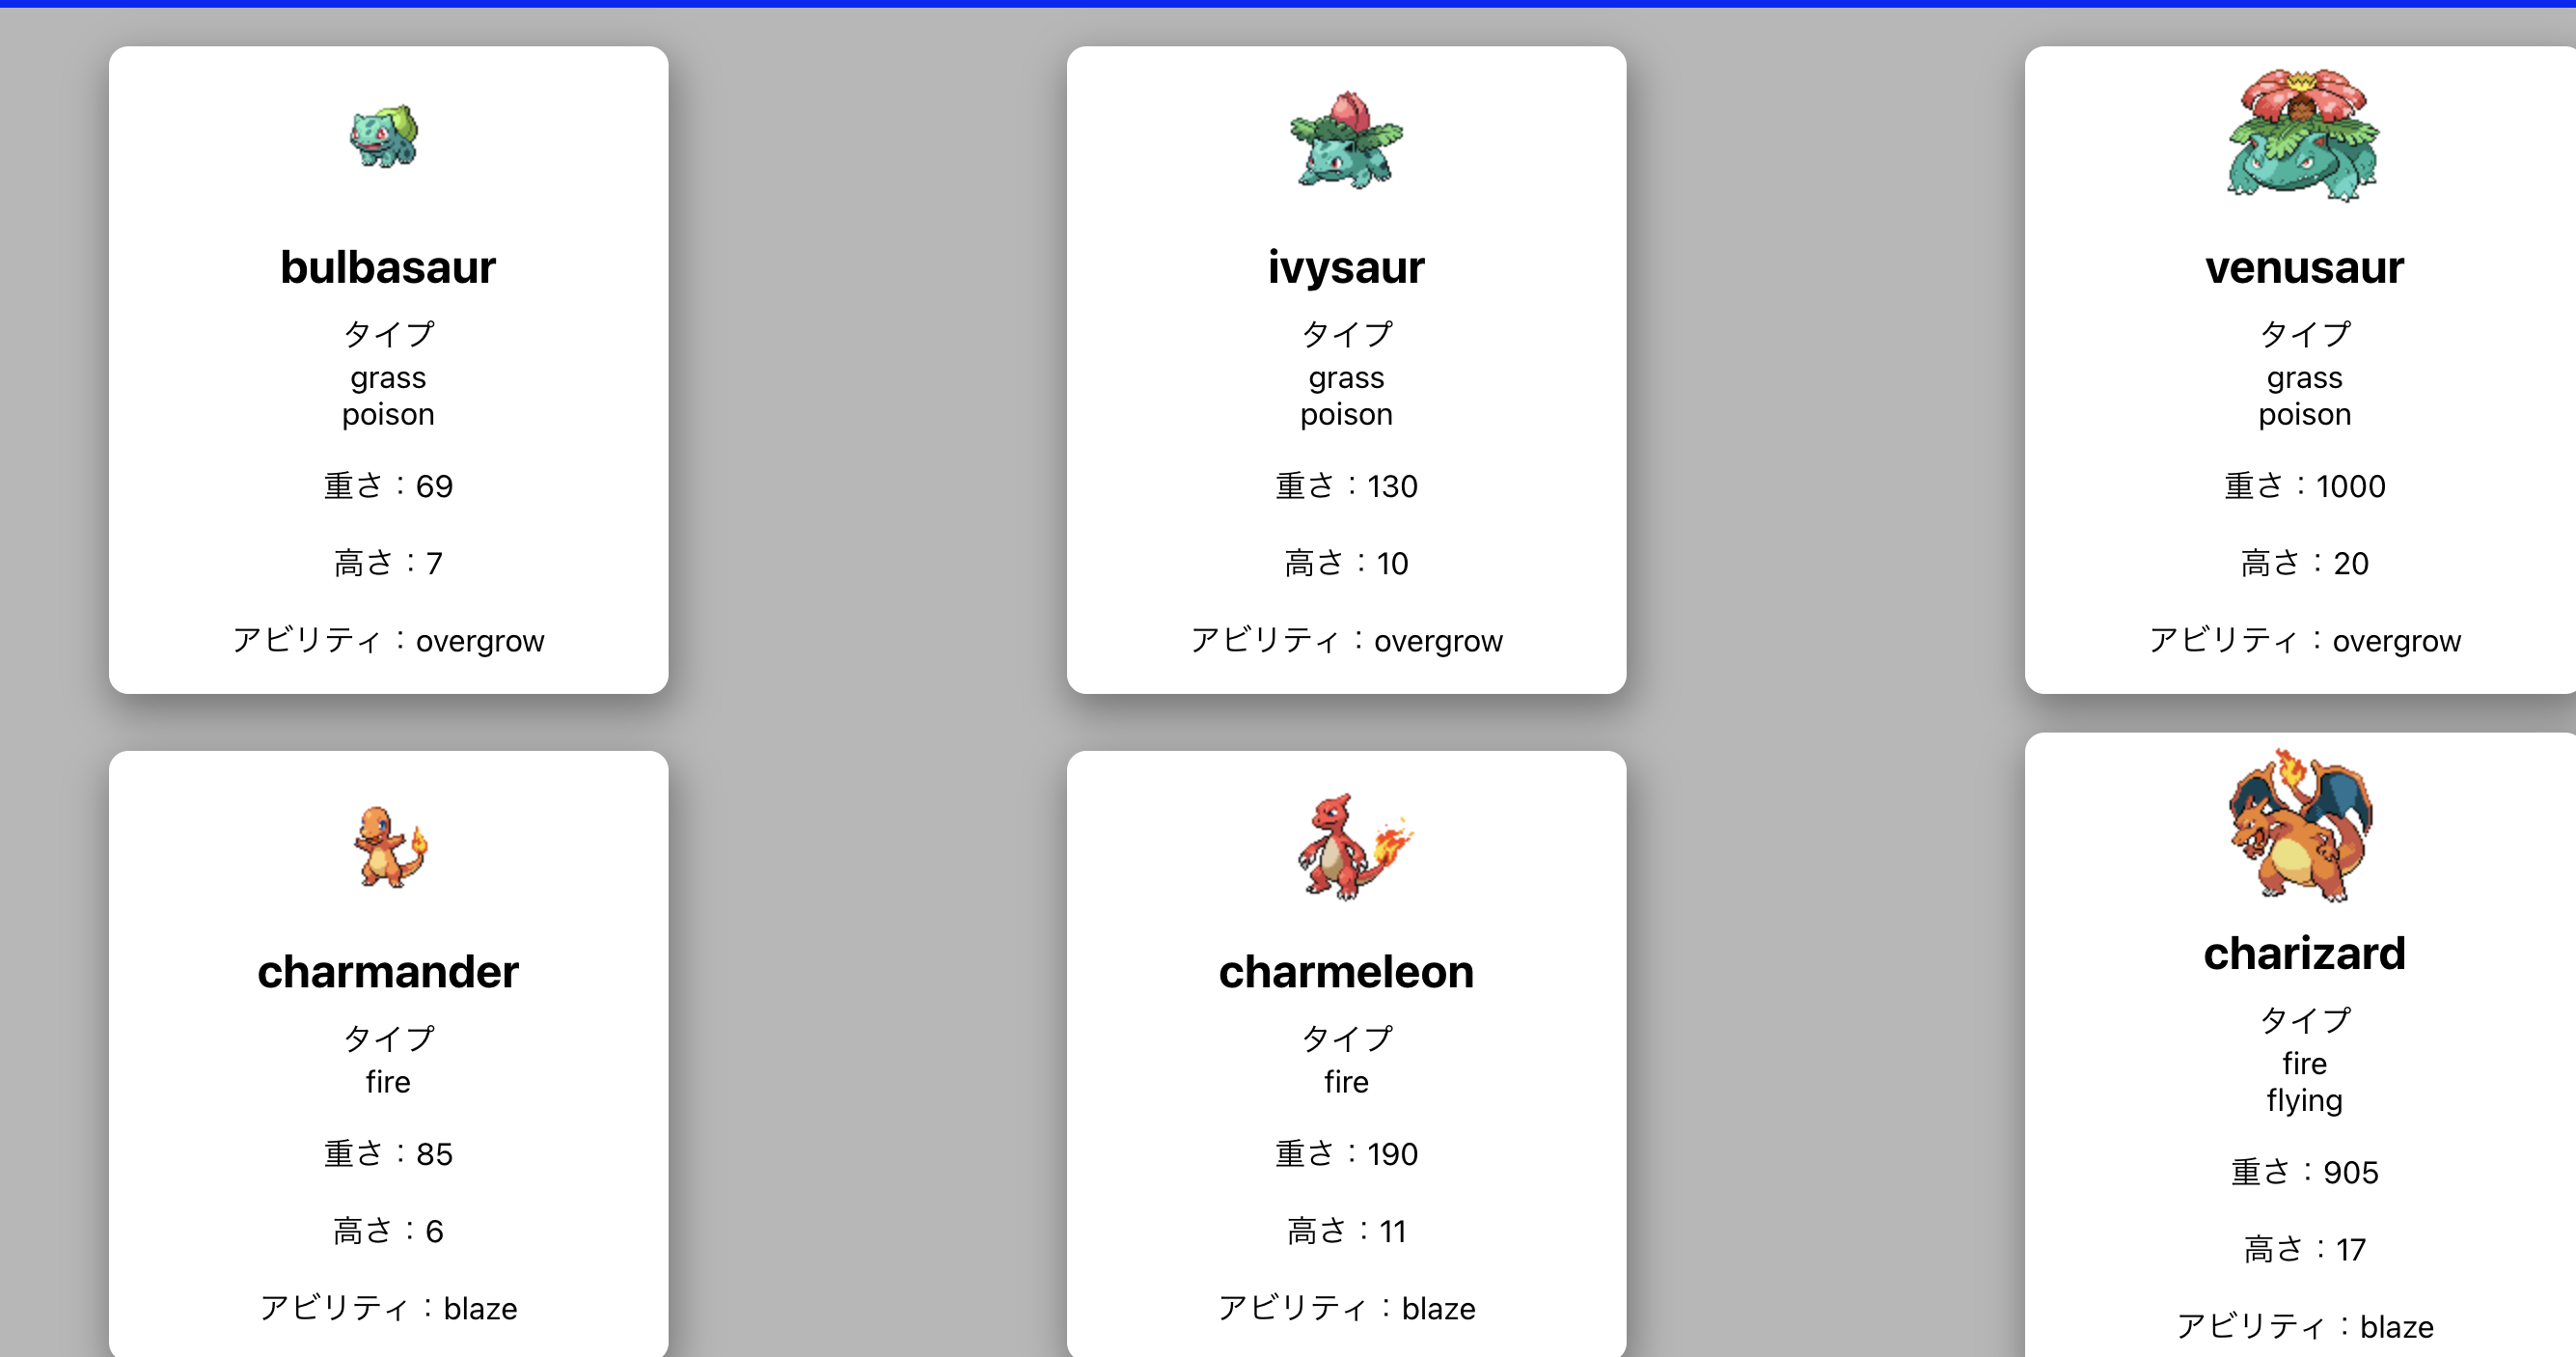 bulbasaur
タイプ
grass
poison
重さ：69
高さ：7
アビリティ：overgrow
ivysaur
タイプ
grass
poison
重さ：130
高さ：10
アビリティ：overgrow
venusaur
タイプ
grass
poison
重さ：1000
高さ：20
アビリティ：overgrow
charmander
タイプ
fire
重さ：85
高さ：6
アビリティ：blaze
charmeleon
タイプ
fire
重さ：190
高さ：11
アビリティ：blaze
charizard
タイプ
fire
flying
重さ：905
高さ：17
アビリティ：blaze